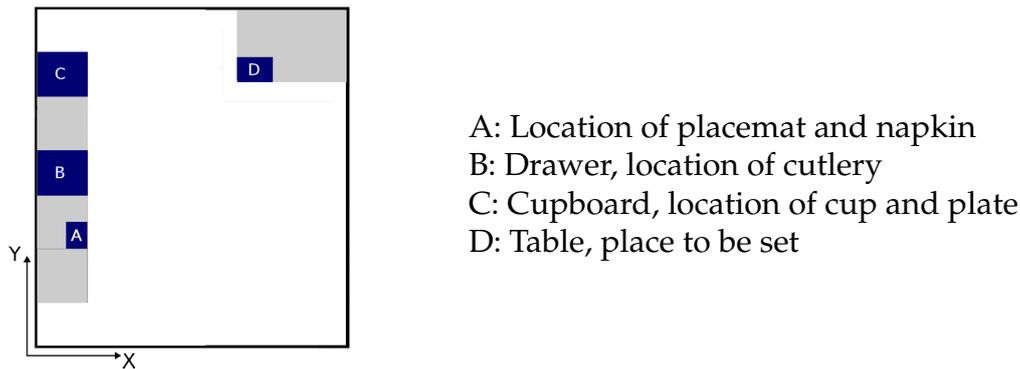 C
D
B
A
Y
X
A: Location of placemat and napkin
B: Drawer, location of cutlery
C: Cupboard, location of cup and plate
D: Table, place to be set